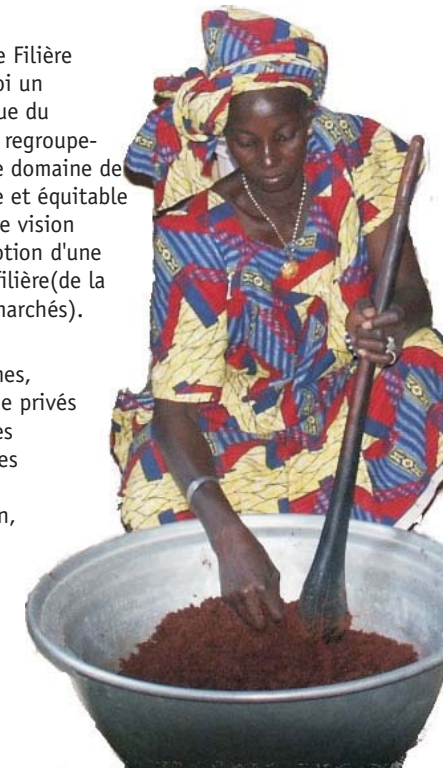 e Filière
oi un
ue du
regroupe-
e domaine de
e et équitable
e vision
otion d'une
filière(de la
marchés).
nes,
e privés
es
es
n,